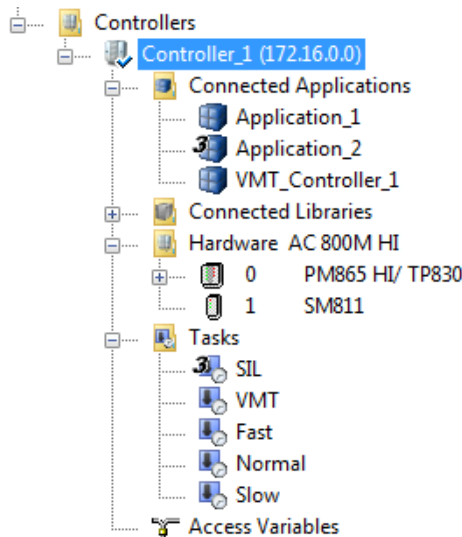 Controllers
Controller_1 (172.16.0.0)
Connected Applications
Application_1
3 Application_2
VMT_Controller_1
Connected Libraries
Hardware AC 800M HI
0 PM865 HI/ TP830
1 SM811
Tasks
3 SIL
VMT
Fast
Normal
Slow
Access Variables